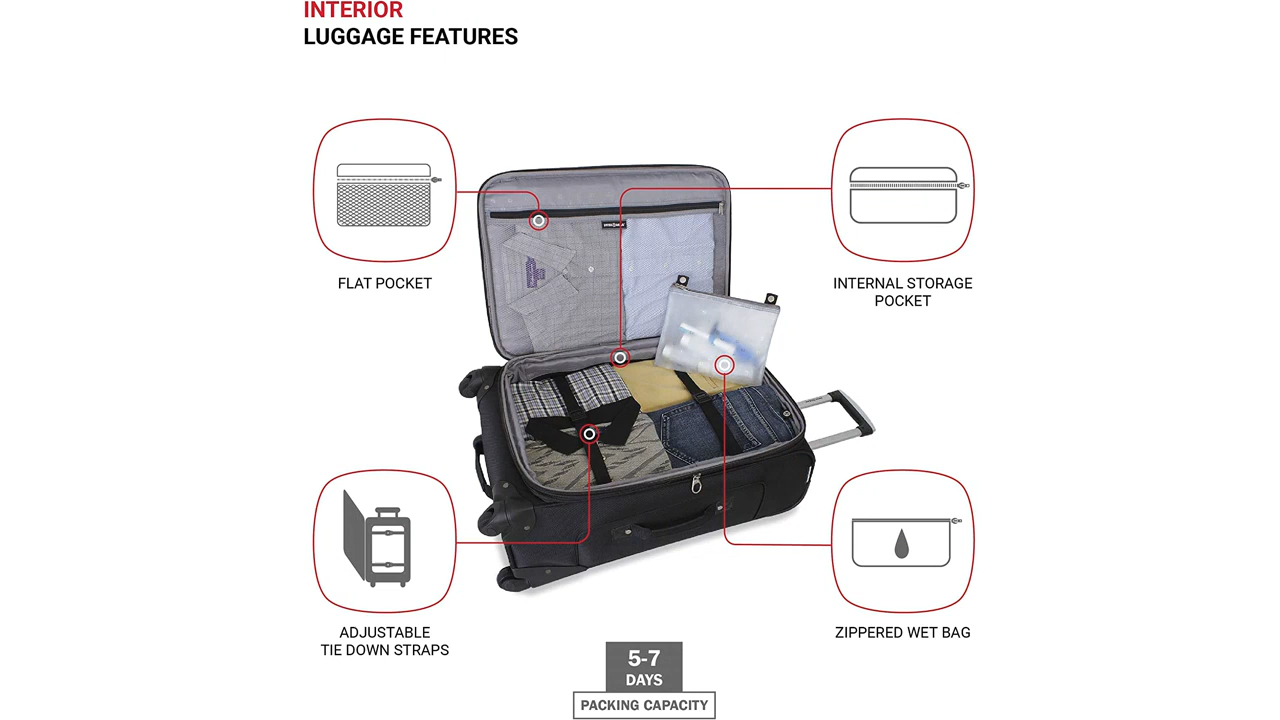 INTERIOR
LUGGAGE FEATURES
FLAT POCKET
INTERNAL STORAGE
POCKET
ADJUSTABLE
TIE DOWN STRAPS
ZIPPERED WET BAG
5-7
DAYS
PACKING CAPACITY